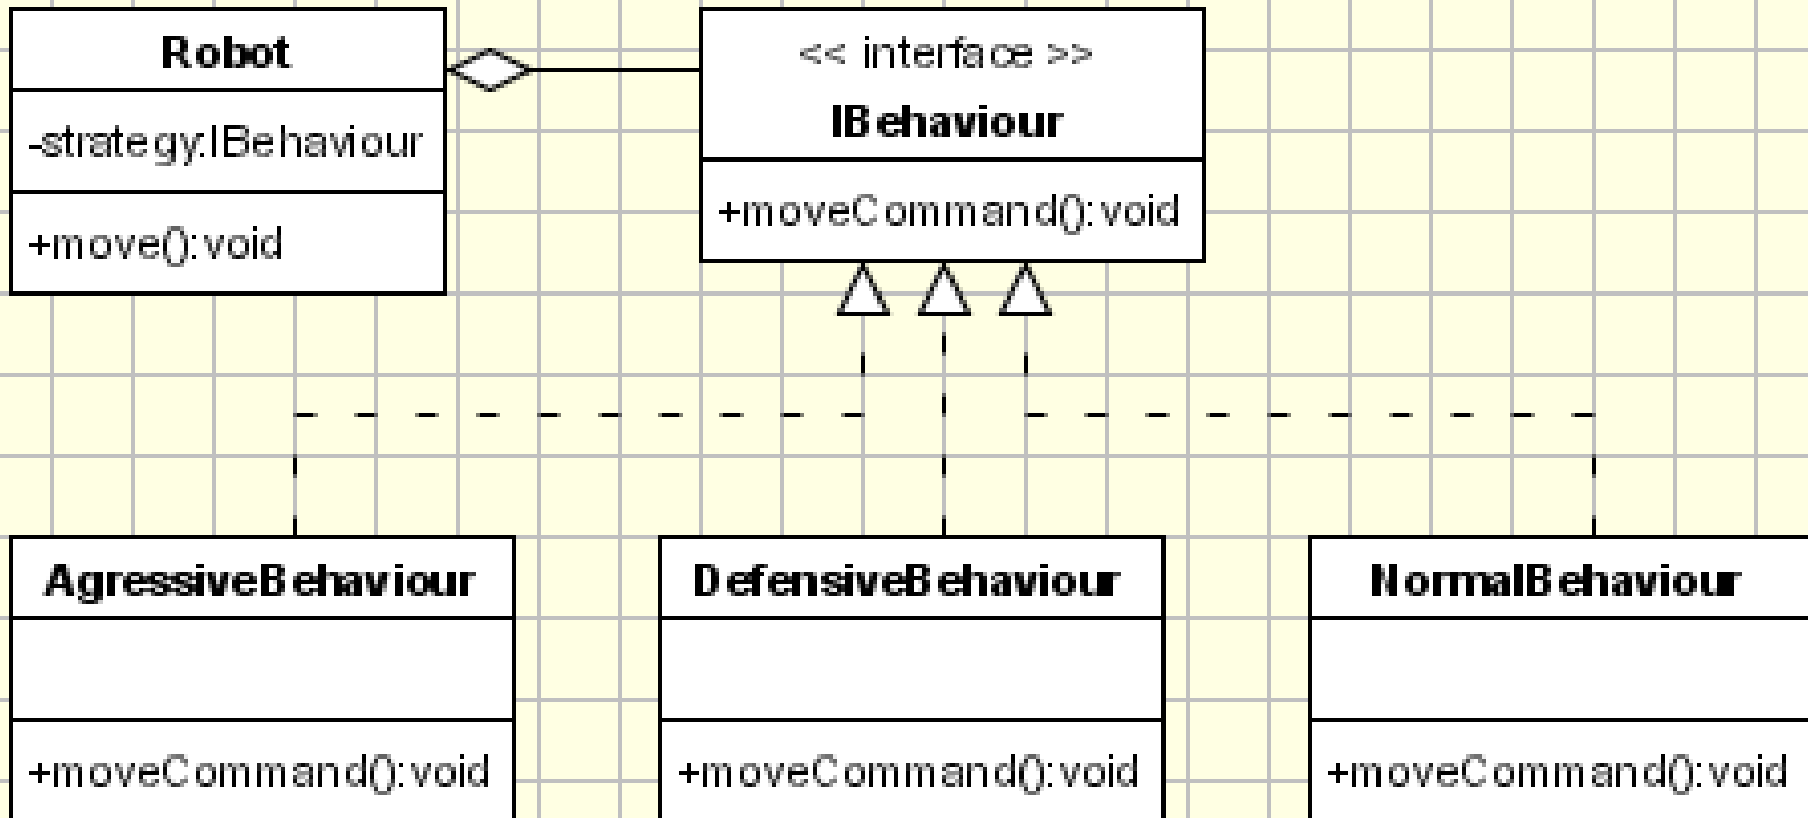 Robot
-strategy:IBehaviour
+move():void
<< interface >>
IBehaviour
+moveCommand():void
AgressiveBehaviour
+moveCommand():void
DefensiveBehaviour
+moveCommand():void
NormalBehaviour
+moveCommand():void